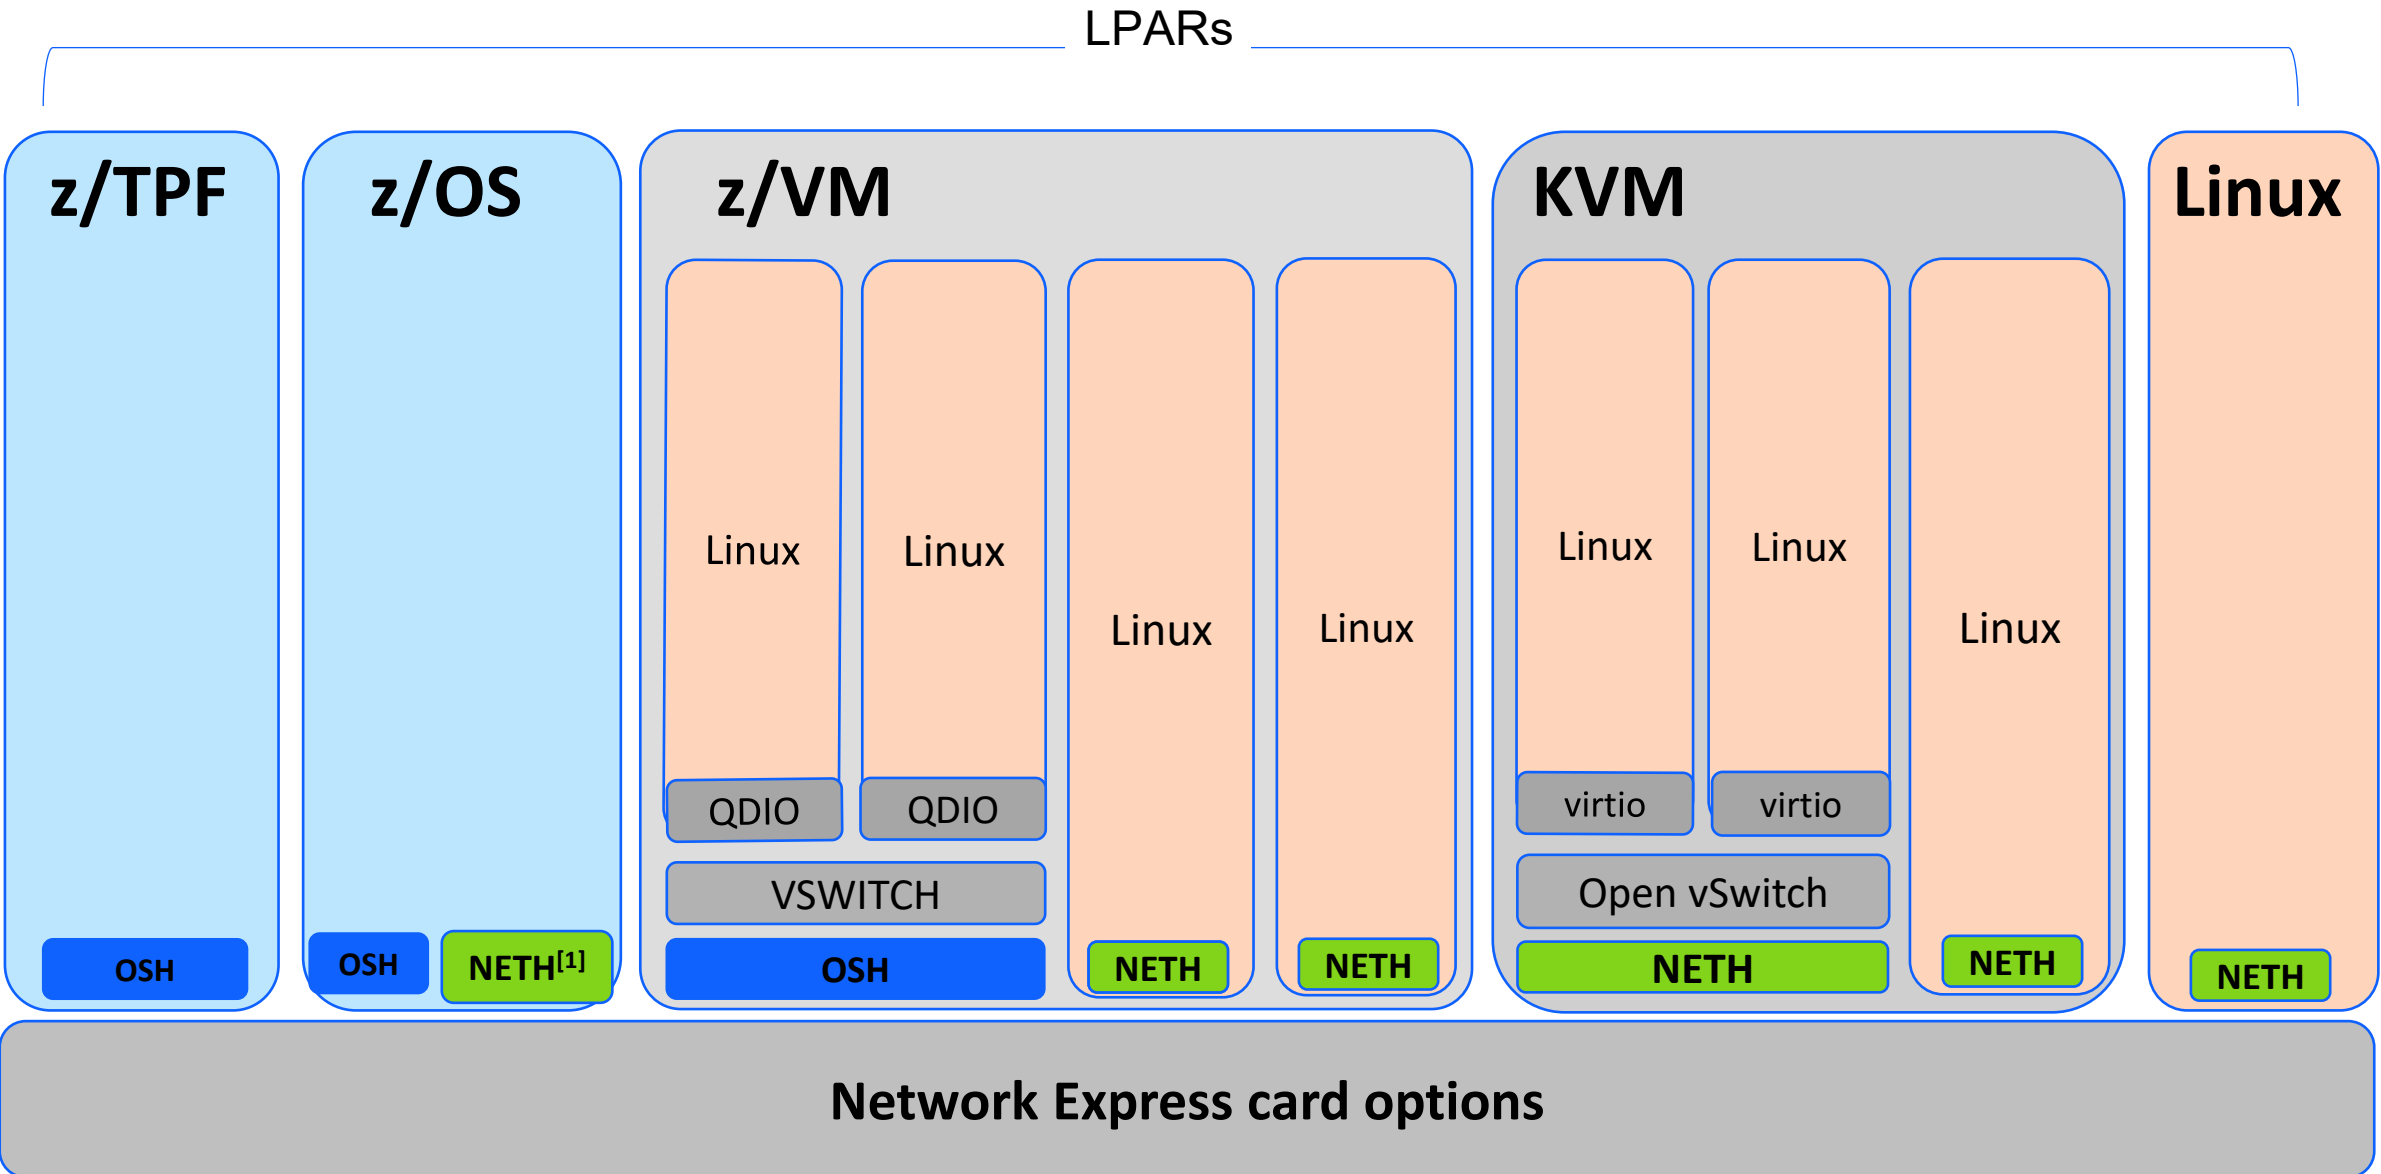 LPARs
z/TPF
z/OS
z/VM
KVM
Linux
Linux
Linux
Linux
Linux
Linux
Linux
Linux
QDIO
QDIO
virtio
virtio
VSWITCH
Open vSwitch
OSH
OSH
NETH[1]
OSH
NETH
NETH
NETH
NETH
NETH
Network Express card options